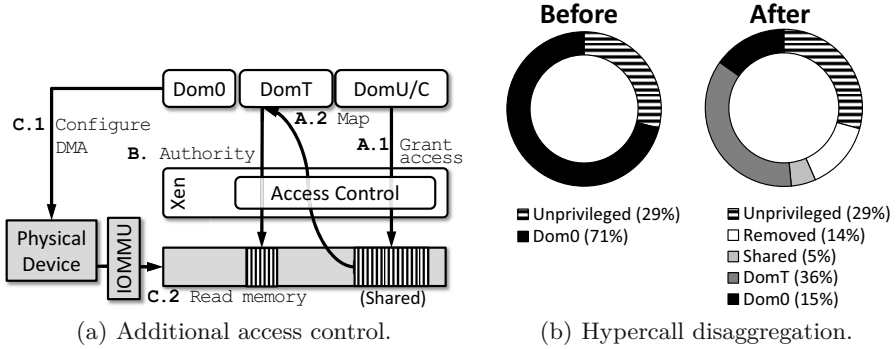 Dom0
DomT
DomU/C
C.1 Configure
DMA
A.2 Map
A.1 Grant
access
B. Authority
Xen
Access Control
Physical
Device
IOMMU
C.2 Read memory
(Shared)
(a) Additional access control.
Before
Unprivileged (29%)
Dom0 (71%)
After
Unprivileged (29%)
Removed (14%)
Shared (5%)
DomT (36%)
Dom0 (15%)
(b) Hypercall disaggregation.